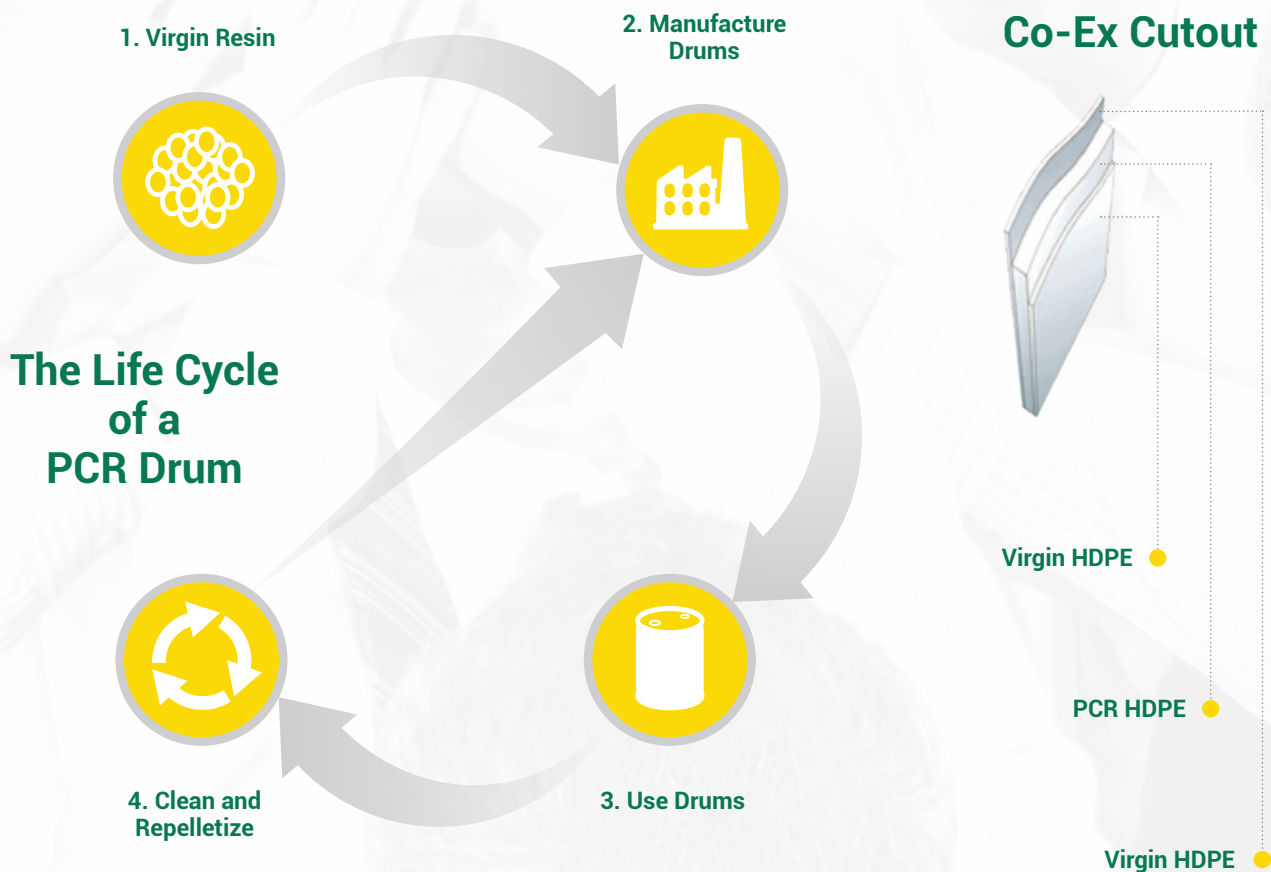 1. Virgin Resin
2. Manufacture
Drums
Co-Ex Cutout
The Life Cycle
of a
PCR Drum
Virgin HDPE
PCR HDPE
4. Clean and
Repelletize
3. Use Drums
Virgin HDPE